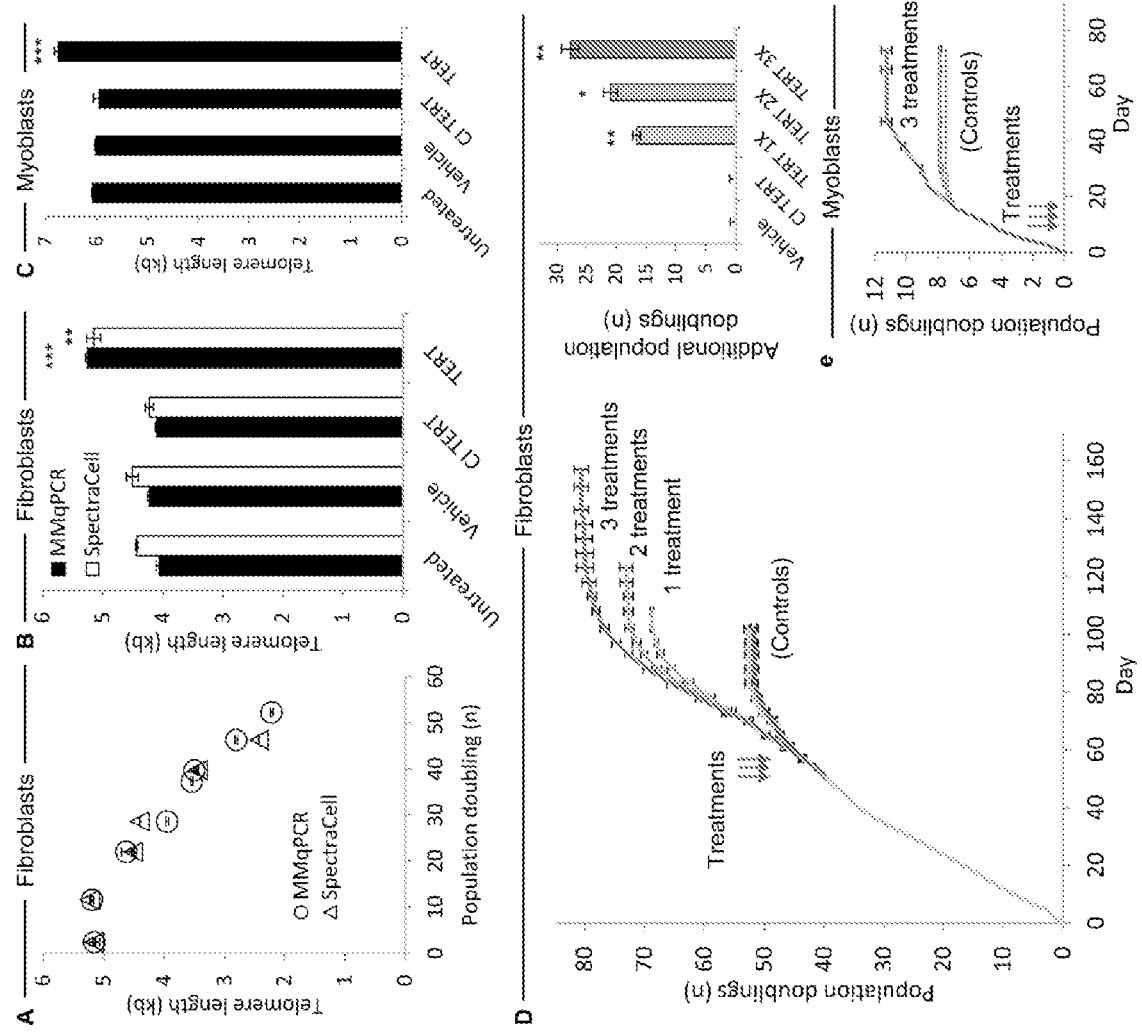 A
Fibroblasts
Telomere length (kb)
6
5
4
3
2
1
0
○ MMqPCR
△ SpectraCell
0 10 20 30 40 50 60
Population doubling (n)
B
Fibroblasts
Telomere length (kb)
6
5
4
3
2
1
0
MMqPCR
SpectraCell
***
**
Untreated
Vehicle
CI TERT
TERT
C
Myoblasts
Telomere length (kb)
7
6
5
4
3
2
1
0
***
Untreated
Vehicle
CI TERT
TERT
D
Fibroblasts
Population doublings (n)
80
70
60
50
40
30
20
10
0
Treatments
3 treatments
2 treatments
1 treatment
(Controls)
0 20 40 60 80 100 120 140 160
Day
Additional population
doublings (n)
30
25
20
15
10
5
0
**
*
**
Vehicle
CI TERT
TERT 1X
TERT 2X
TERT 3X
e
Myoblasts
Population doublings (n)
12
10
8
6
4
2
0
3 treatments
(Controls)
Treatments
0 20 40 60 80
Day